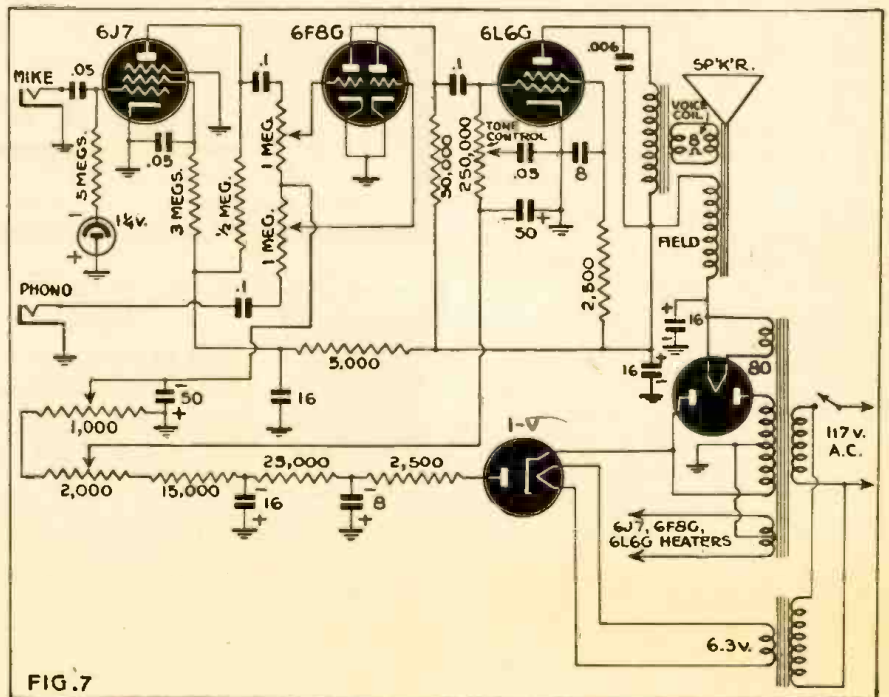 6J7
6F8G
6L6G
MIKE
.05
.1
.1
.006
SP'K'R.
VOICE
COIL
8
.05
5 MEGS.
1 MEG.
50,000
250,000
TONE
CONTROL
.05
8
3 MEGS.
½ MEG.
50
1¼v.
1 MEG.
FIELD
2,500
PHONO
.1
16
80
5,000
16
16
50
1,000
1-V
117 v.
A.C.
2,000
15,000
25,000
2,500
16
8
6J7, 6F8G,
6L6G HEATERS
6.3v.
FIG.7